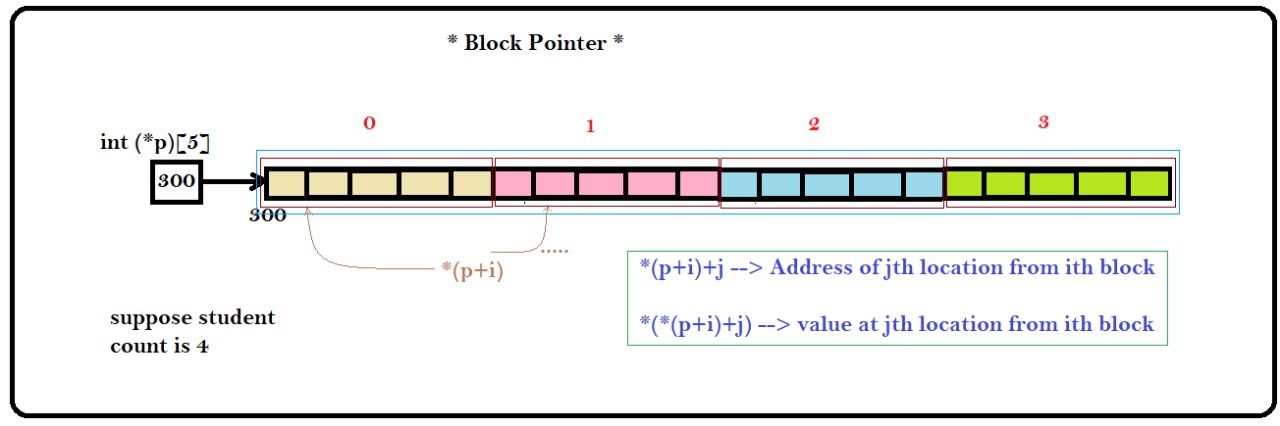 * Block Pointer *
0 1 2 3
int (*p)[5]
300
300
*(p+i) .....
*(p+i)+j --> Address of jth location from ith block
*(*(p+i)+j) --> value at jth location from ith block
suppose student
count is 4